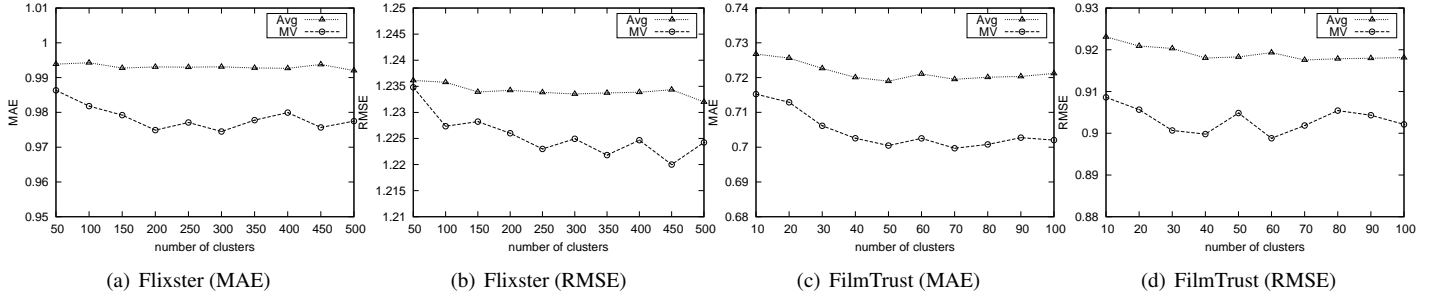 1.01
1
0.99
0.98
0.97
0.96
0.95
MAE
50 100 150 200 250 300 350 400 450 500
number of clusters
Avg
MV
(a) Flixster (MAE)
1.25
1.245
1.24
1.235
1.23
1.225
1.22
1.215
1.21
RMSE
50 100 150 200 250 300 350 400 450 500
number of clusters
Avg
MV
(b) Flixster (RMSE)
0.74
0.73
0.72
0.71
0.7
0.69
0.68
MAE
10 20 30 40 50 60 70 80 90 100
number of clusters
Avg
MV
(c) FilmTrust (MAE)
0.93
0.92
0.91
0.9
0.89
0.88
RMSE
10 20 30 40 50 60 70 80 90 100
number of clusters
Avg
MV
(d) FilmTrust (RMSE)